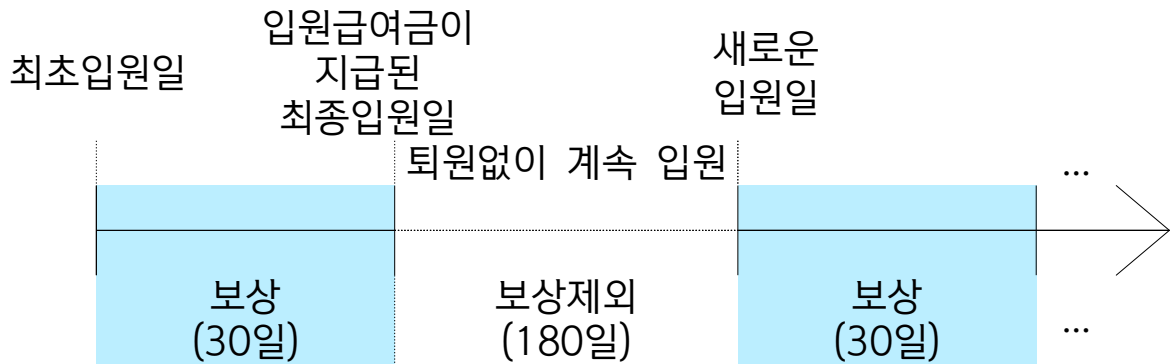 최초입원일
입원급여금이
지급된
최종입원일
새로운
입원일
퇴원없이 계속 입원
...
보상
(30일)
보상제외
(180일)
보상
(30일)
...